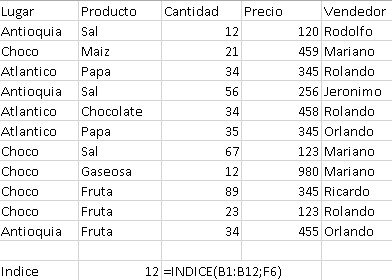 Lugar Producto Cantidad Precio Vendedor
Antioquia Sal 12 120 Rodolfo
Choco Maiz 21 459 Mariano
Atlantico Papa 34 345 Rolando
Antioquia Sal 56 256 Jeronimo
Atlantico Chocolate 34 458 Rolando
Atlantico Papa 35 345 Orlando
Choco Sal 67 123 Mariano
Choco Gaseosa 12 980 Mariano
Choco Fruta 89 345 Ricardo
Choco Fruta 23 123 Rolando
Antioquia Fruta 34 455 Orlando
Indice 12 =INDICE(B1:B12;F6)